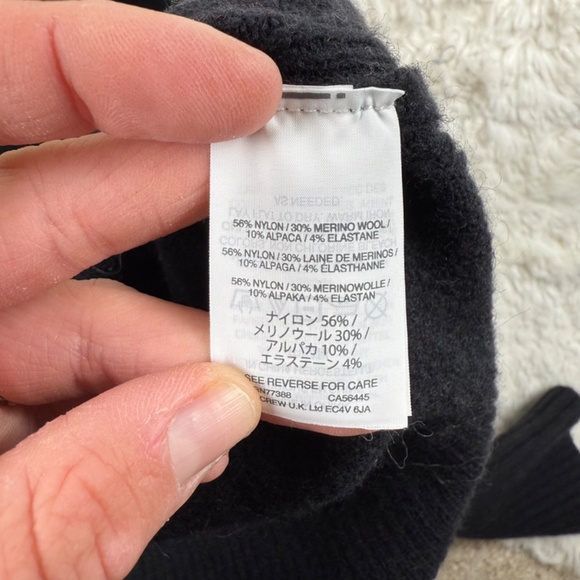 56% NYLON / 30% MERINO WOOL /
10% ALPACA / 4% ELASTANE
56% NYLON / 30% LAINE DE MERINOS /
10% ALPAGA / 4% ÉLASTHANNE
56% NYLON / 30% MERINOWOLLE /
10% ALPAKA / 4% ELASTAN
ナイロン 56% /
メリノウール 30% /
アルパカ 10% /
エラステーン 4%
SEE REVERSE FOR CARE
RN77388 CA56445
CREW U.K. Ltd EC4V 6JA